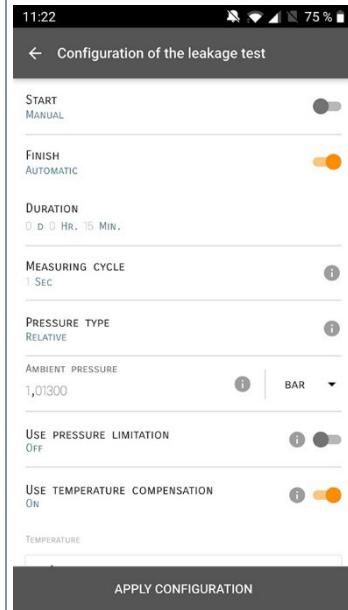 11:22 75 %
Configuration of the leakage test
START
MANUAL
FINISH
AUTOMATIC
DURATION
0 D 0 HR. 15 MIN.
MEASURING CYCLE
1 SEC
PRESSURE TYPE
RELATIVE
AMBIENT PRESSURE
1,01300 BAR
USE PRESSURE LIMITATION
OFF
USE TEMPERATURE COMPENSATION
ON
TEMPERATURE
APPLY CONFIGURATION